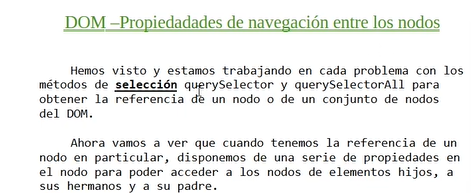 DOM –Propiedadades de navegación entre los nodos
Hemos visto y estamos trabajando en cada problema con los
métodos de selección querySelector y querySelectorAll para
obtener la referencia de un nodo o de un conjunto de nodos
del DOM.
Ahora vamos a ver que cuando tenemos la referencia de un
nodo en particular, disponemos de una serie de propiedades en
el nodo para poder acceder a los nodos de elementos hijos, a
sus hermanos y a su padre.